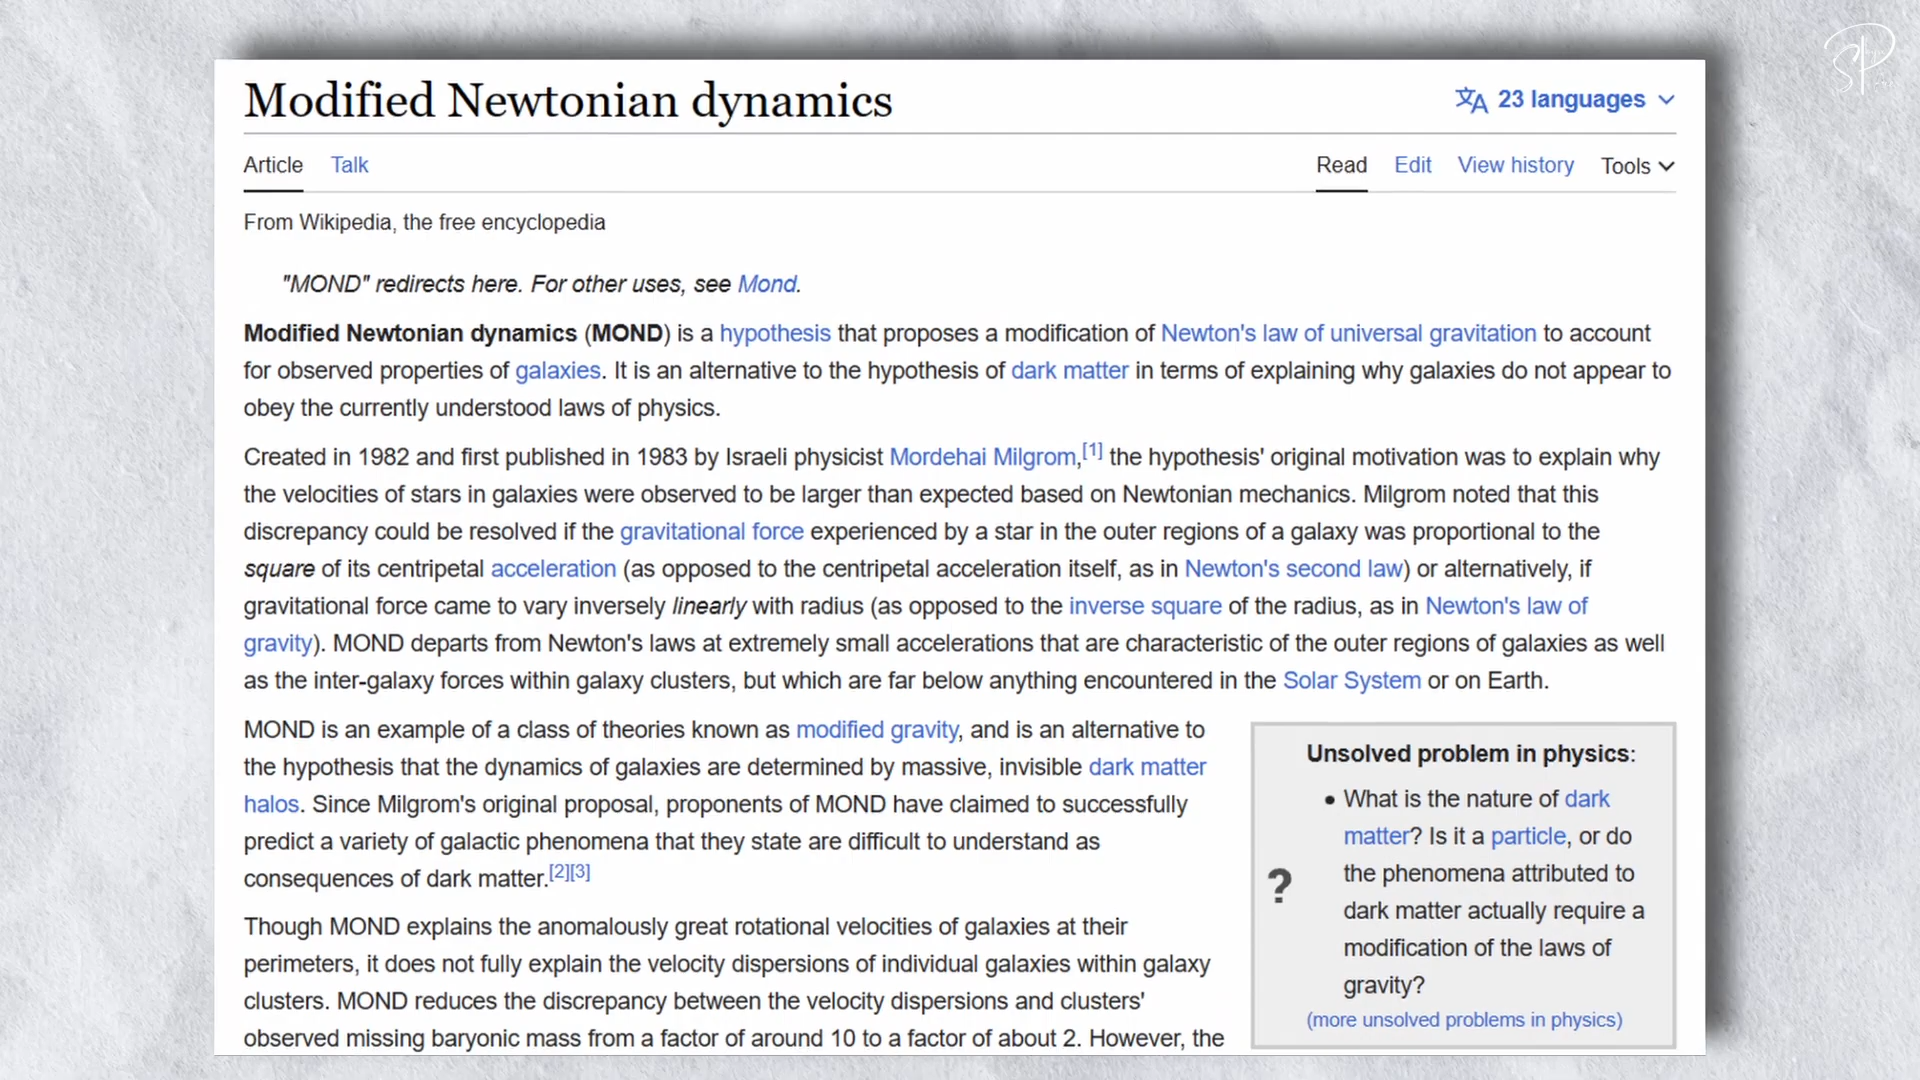 Modified Newtonian dynamics
23 languages
Article Talk
Read Edit View history Tools
From Wikipedia, the free encyclopedia
"MOND" redirects here. For other uses, see Mond.
Modified Newtonian dynamics (MOND) is a hypothesis that proposes a modification of Newton's law of universal gravitation to account
for observed properties of galaxies. It is an alternative to the hypothesis of dark matter in terms of explaining why galaxies do not appear to
obey the currently understood laws of physics.
Created in 1982 and first published in 1983 by Israeli physicist Mordehai Milgrom,[1] the hypothesis' original motivation was to explain why
the velocities of stars in galaxies were observed to be larger than expected based on Newtonian mechanics. Milgrom noted that this
discrepancy could be resolved if the gravitational force experienced by a star in the outer regions of a galaxy was proportional to the
square of its centripetal acceleration (as opposed to the centripetal acceleration itself, as in Newton's second law) or alternatively, if
gravitational force came to vary inversely linearly with radius (as opposed to the inverse square of the radius, as in Newton's law of
gravity). MOND departs from Newton's laws at extremely small accelerations that are characteristic of the outer regions of galaxies as well
as the inter-galaxy forces within galaxy clusters, but which are far below anything encountered in the Solar System or on Earth.
MOND is an example of a class of theories known as modified gravity, and is an alternative to
the hypothesis that the dynamics of galaxies are determined by massive, invisible dark matter
halos. Since Milgrom's original proposal, proponents of MOND have claimed to successfully
predict a variety of galactic phenomena that they state are difficult to understand as
consequences of dark matter.[2][3]
Though MOND explains the anomalously great rotational velocities of galaxies at their
perimeters, it does not fully explain the velocity dispersions of individual galaxies within galaxy
clusters. MOND reduces the discrepancy between the velocity dispersions and clusters'
observed missing baryonic mass from a factor of around 10 to a factor of about 2. However, the
Unsolved problem in physics:
• What is the nature of dark
matter? Is it a particle, or do
the phenomena attributed to
dark matter actually require a
modification of the laws of
gravity?
?
(more unsolved problems in physics)